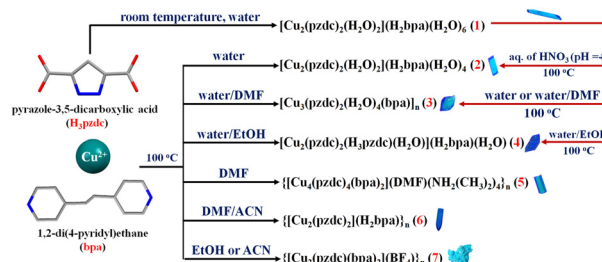 room temperature, water
[Cu2(pzdc)2(H2O)2](H2bpa)(H2O)6 (1)
water
[Cu2(pzdc)2(H2O)2](H2bpa)(H2O)4 (2)
aq. of HNO3 (pH =4
100 °C
water/DMF
[Cu3(pzdc)2(H2O)4(bpa)]n (3)
water or water/DMF
100 °C
pyrazole-3,5-dicarboxylic acid
(H3pzdc)
water/EtOH
[Cu2(pzdc)2(H3pzdc)(H2O)](H2bpa)(H2O) (4)
water/EtOH
100 °C
Cu2+
100 °C
DMF
{[Cu4(pzdc)4(bpa)2](DMF)(NH2(CH3)2)4}n (5)
DMF/ACN
{[Cu2(pzdc)2](H2bpa)}n (6)
1,2-di(4-pyridyl)ethane
(bpa)
EtOH or ACN
(7)